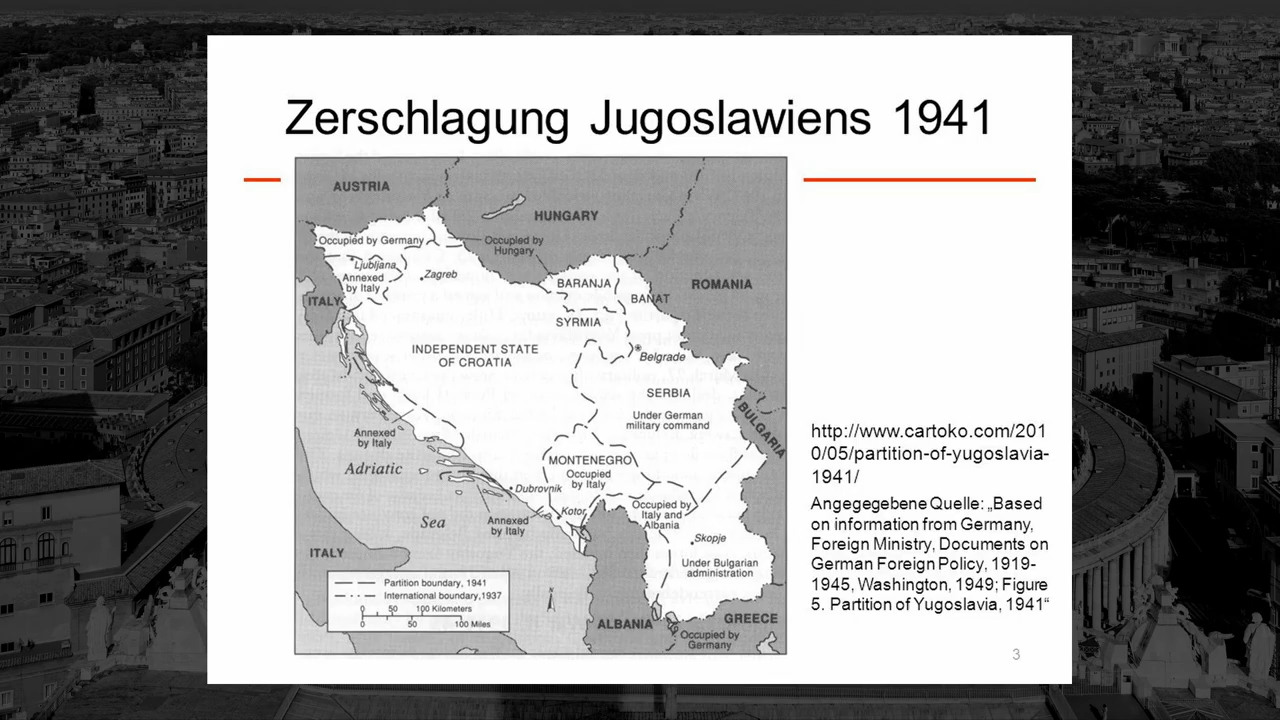 Zerschlagung Jugoslawiens 1941
AUSTRIA
HUNGARY
Occupied by Germany
Occupied by
Hungary
Ljubljana
Annexed
by Italy
Zagreb
ITALY
BARANJA
BANAT
ROMANIA
SYRMIA
INDEPENDENT STATE
OF CROATIA
Belgrade
SERBIA
Under German
military command
BULGARIA
Annexed
by Italy
Adriatic
MONTENEGRO
Occupied
by Italy
Dubrovnik
Kotor
Occupied by
Italy and
Albania
Sea
Annexed
by Italy
Skopje
ITALY
Under Bulgarian
administration
Partition boundary, 1941
International boundary,1937
0 50 100 Kilometers
0 50 100 Miles
N
ALBANIA
GREECE
Occupied by
Germany
http://www.cartoko.com/201
0/05/partition-of-yugoslavia-
1941/
Angegegebene Quelle: „Based
on information from Germany,
Foreign Ministry, Documents on
German Foreign Policy, 1919-
1945, Washington, 1949; Figure
5. Partition of Yugoslavia, 1941“
3